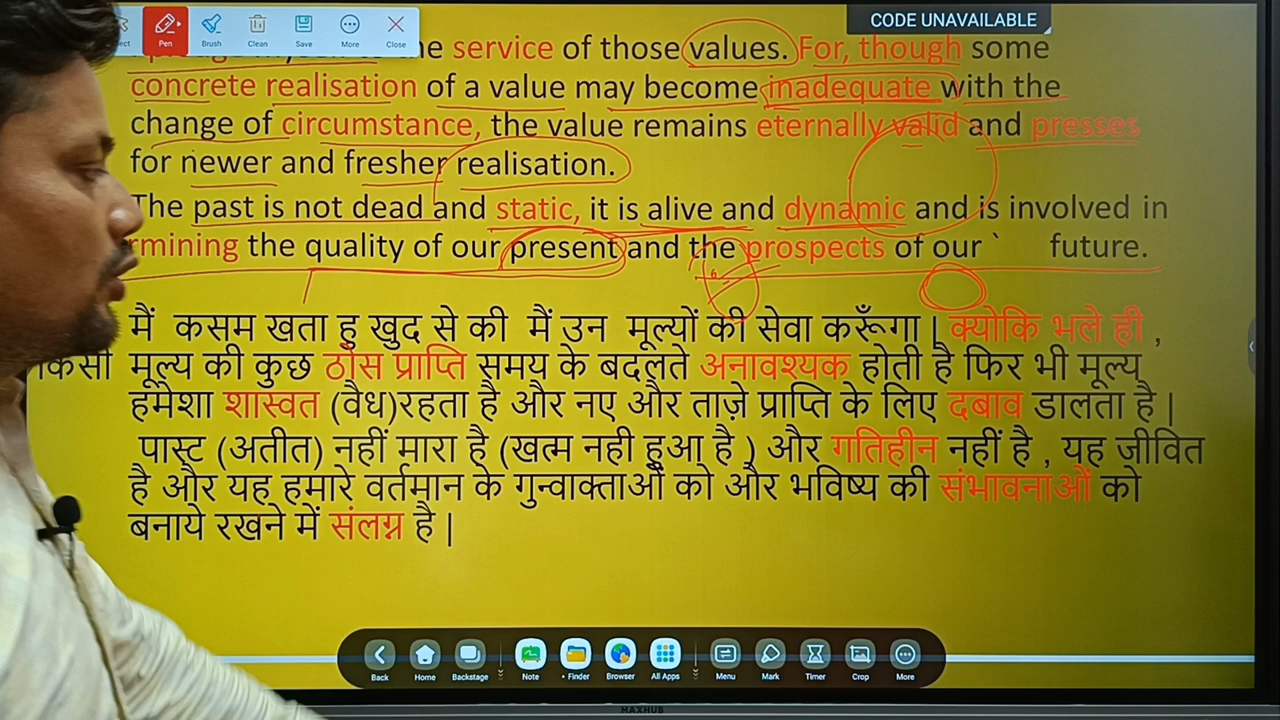 CODE UNAVAILABLE
Pen
Brush
Clean
Save
More
Close
service of those values. For, though some
concrete realisation of a value may become inadequate with the
change of circumstance, the value remains eternally valid and presses
for newer and fresher realisation.
The past is not dead and static, it is alive and dynamic and is involved in
rmining the quality of our present and the prospects of our ` future.
मैं कसम खता हु खुद से की मैं उन मूल्यों की सेवा करूँगा | क्योकि भले ही ,
किसी मूल्य की कुछ ठोस प्राप्ति समय के बदलते अनावश्यक होती है फिर भी मूल्य
हमेशा शास्वत (वैध)रहता है और नए और ताज़े प्राप्ति के लिए दबाव डालता है |
पास्ट (अतीत) नहीं मारा है (खत्म नही हुआ है ) और गतिहीन नहीं है , यह जीवित
है और यह हमारे वर्तमान के गुन्वाक्ताओं को और भविष्य की संभावनाओं को
बनाये रखने में संलग्न है |
Back
Home
Backstage
Note
• Finder
Browser
All Apps
Menu
Mark
Timer
Crop
More
MAXHUB